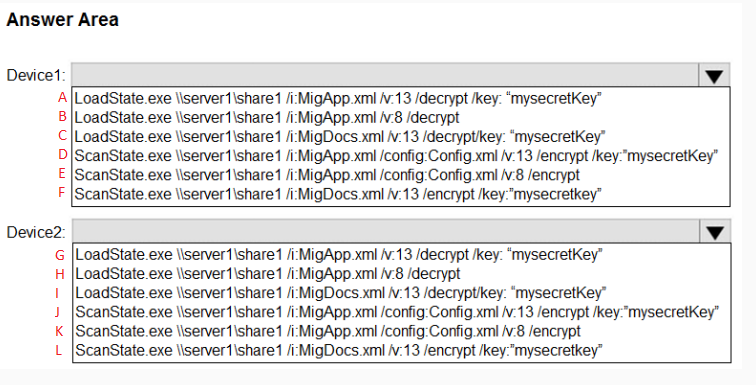 Answer Area
Device1:
A LoadState.exe \\server1\share1 /i:MigApp.xml /v:13 /decrypt /key: “mysecretKey”
B LoadState.exe \\server1\share1 /i:MigApp.xml /v:8 /decrypt
C LoadState.exe \\server1\share1 /i:MigDocs.xml /v:13 /decrypt/key: “mysecretKey”
D ScanState.exe \\server1\share1 /i:MigApp.xml /config:Config.xml /v:13 /encrypt /key:”mysecretKey”
E ScanState.exe \\server1\share1 /i:MigApp.xml /config:Config.xml /v:8 /encrypt
F ScanState.exe \\server1\share1 /i:MigDocs.xml /v:13 /encrypt /key:”mysecretkey”
Device2:
G LoadState.exe \\server1\share1 /i:MigApp.xml /v:13 /decrypt /key: “mysecretKey”
H LoadState.exe \\server1\share1 /i:MigApp.xml /v:8 /decrypt
I LoadState.exe \\server1\share1 /i:MigDocs.xml /v:13 /decrypt/key: “mysecretKey”
J ScanState.exe \\server1\share1 /i:MigApp.xml /config:Config.xml /v:13 /encrypt /key:”mysecretKey”
K ScanState.exe \\server1\share1 /i:MigApp.xml /config:Config.xml /v:8 /encrypt
L ScanState.exe \\server1\share1 /i:MigDocs.xml /v:13 /encrypt /key:”mysecretkey”